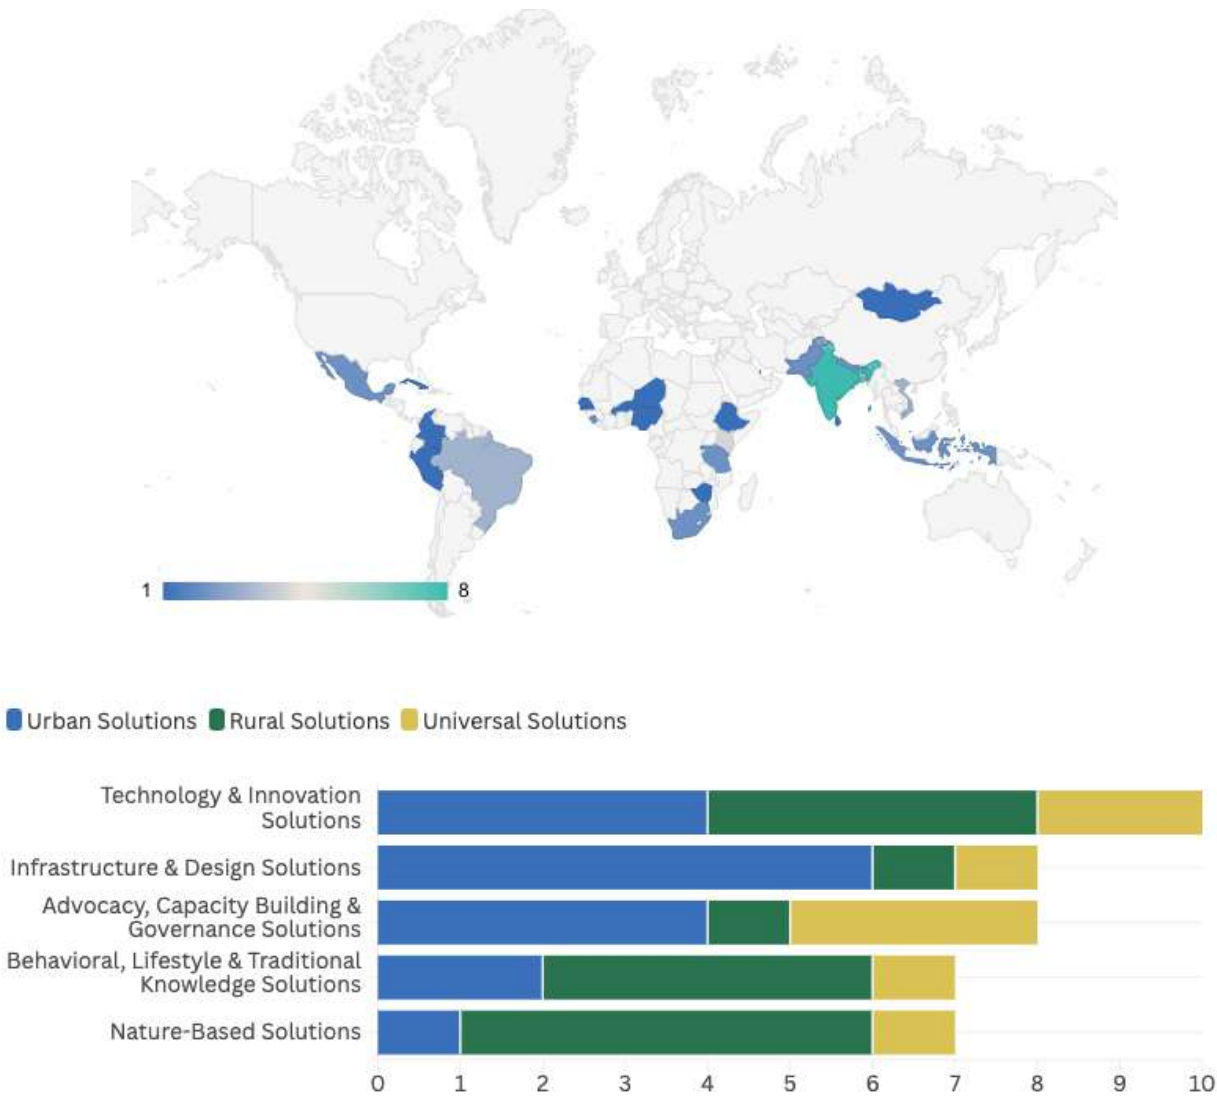 1 8
Urban Solutions Rural Solutions Universal Solutions
Technology & Innovation
Solutions
Infrastructure & Design Solutions
Advocacy, Capacity Building &
Governance Solutions
Behavioral, Lifestyle & Traditional
Knowledge Solutions
Nature-Based Solutions
0 1 2 3 4 5 6 7 8 9 10